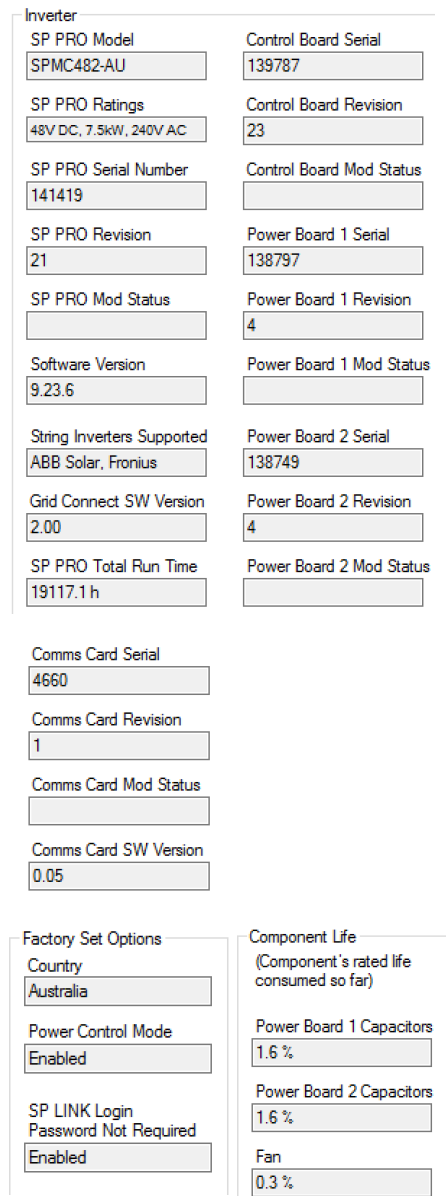 Inverter
SP PRO Model
SPMC482-AU
SP PRO Ratings
48V DC, 7.5kW, 240V AC
SP PRO Serial Number
141419
SP PRO Revision
21
SP PRO Mod Status
Software Version
9.23.6
String Inverters Supported
ABB Solar, Fronius
Grid Connect SW Version
2.00
SP PRO Total Run Time
19117.1 h
Control Board Serial
139787
Control Board Revision
23
Control Board Mod Status
Power Board 1 Serial
138797
Power Board 1 Revision
4
Power Board 1 Mod Status
Power Board 2 Serial
138749
Power Board 2 Revision
4
Power Board 2 Mod Status
Comms Card Serial
4660
Comms Card Revision
1
Comms Card Mod Status
Comms Card SW Version
0.05
Factory Set Options
Country
Australia
Power Control Mode
Enabled
SP LINK Login
Password Not Required
Enabled
Component Life
(Component's rated life
consumed so far)
Power Board 1 Capacitors
1.6 %
Power Board 2 Capacitors
1.6 %
Fan
0.3 %